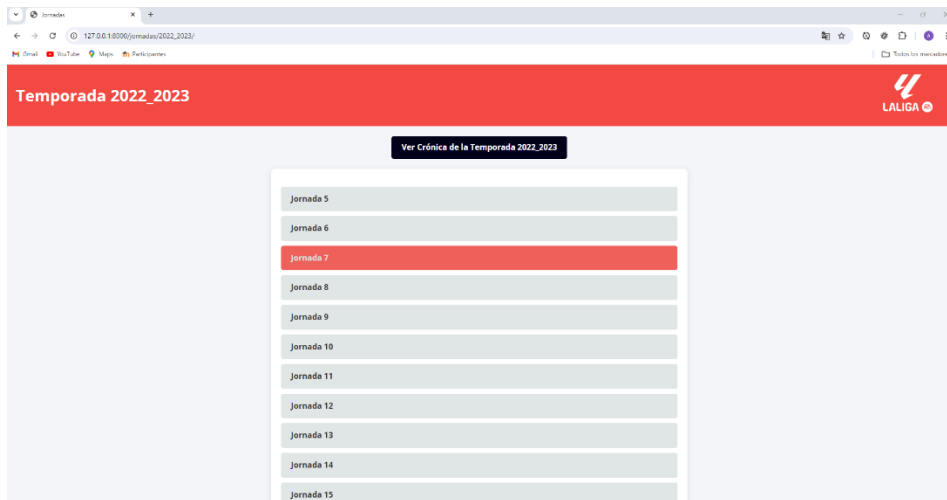 Jornadas
127.0.0.1:8000/jornadas/2022_2023/
Gmail YouTube Maps Participantes Todos los marcadore
Temporada 2022_2023
LALIGA
Ver Crónica de la Temporada 2022_2023
Jornada 5
Jornada 6
Jornada 7
Jornada 8
Jornada 9
Jornada 10
Jornada 11
Jornada 12
Jornada 13
Jornada 14
Jornada 15